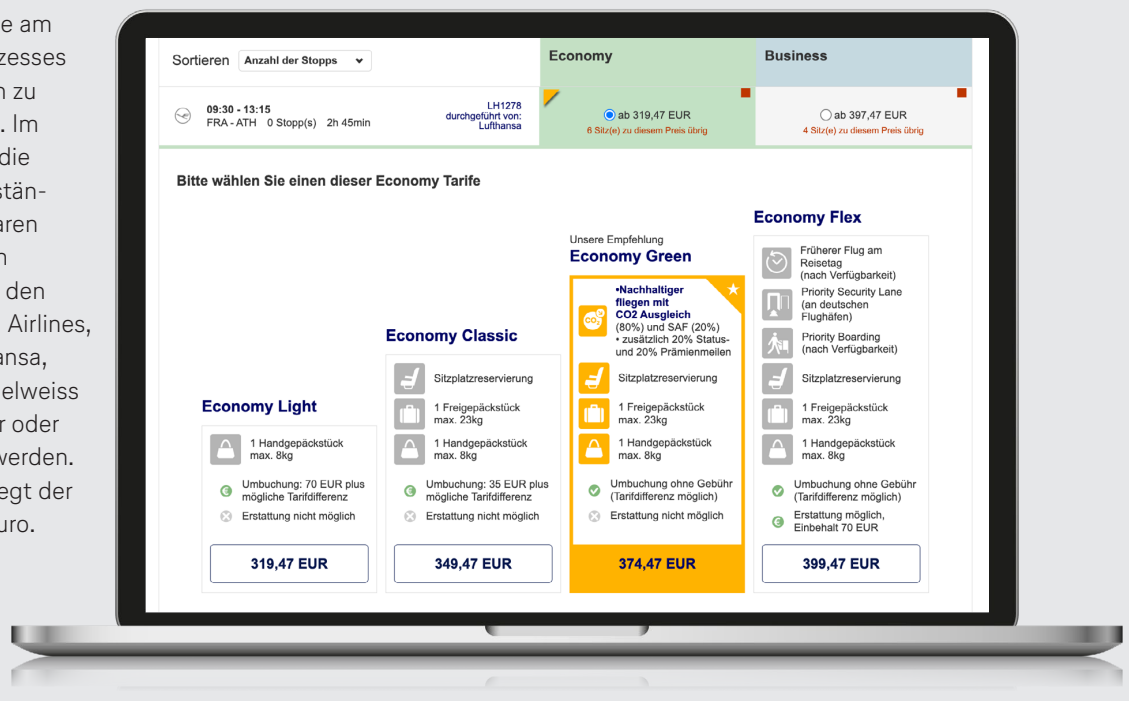 e am
zesses
n zu
. Im
die
stän-
aren
n
den
Airlines,
ansa,
elweiss
r oder
werden.
egt der
uro.
Sortieren Anzahl der Stopps
Economy
Business
09:30 - 13:15
FRA - ATH 0 Stopp(s) 2h 45min
LH1278
durchgeführt von:
Lufthansa
ab 319,47 EUR
6 Sitz(e) zu diesem Preis übrig
ab 397,47 EUR
4 Sitz(e) zu diesem Preis übrig
Bitte wählen Sie einen dieser Economy Tarife
Economy Light
1 Handgepäckstück
max. 8kg
Umbuchung: 70 EUR plus
mögliche Tarifdifferenz
Erstattung nicht möglich
319,47 EUR
Economy Classic
Sitzplatzreservierung
1 Freigepäckstück
max. 23kg
1 Handgepäckstück
max. 8kg
Umbuchung: 35 EUR plus
mögliche Tarifdifferenz
Erstattung nicht möglich
349,47 EUR
Unsere Empfehlung
Economy Green
CO2
•Nachhaltiger
fliegen mit
CO2 Ausgleich
(80%) und SAF (20%)
• zusätzlich 20% Status-
und 20% Prämienmeilen
Sitzplatzreservierung
1 Freigepäckstück
max. 23kg
1 Handgepäckstück
max. 8kg
Umbuchung ohne Gebühr
(Tarifdifferenz möglich)
Erstattung nicht möglich
374,47 EUR
Economy Flex
Früherer Flug am
Reisetag
(nach Verfügbarkeit)
Priority Security Lane
(an deutschen
Flughäfen)
Priority Boarding
(nach Verfügbarkeit)
Sitzplatzreservierung
1 Freigepäckstück
max. 23kg
1 Handgepäckstück
max. 8kg
Umbuchung ohne Gebühr
(Tarifdifferenz möglich)
Erstattung möglich,
Einbehalt 70 EUR
399,47 EUR